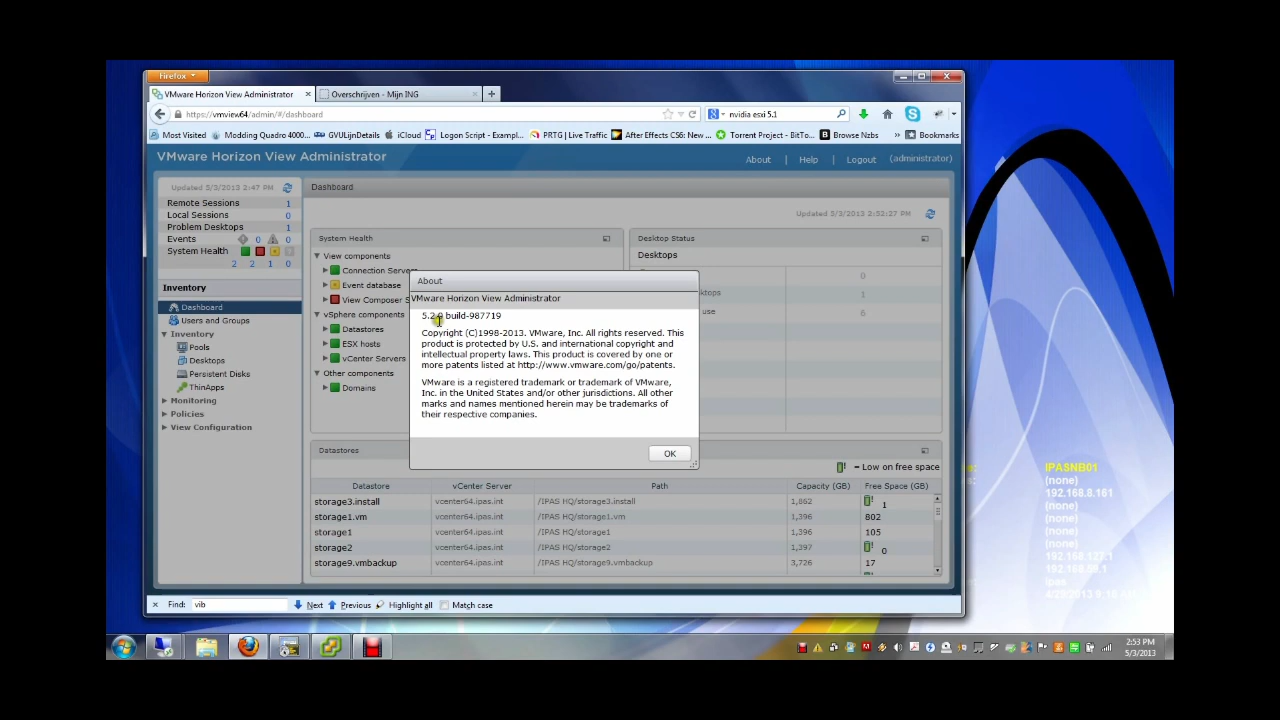 Firefox
VMware Horizon View Administrator
Overschrijven - Mijn ING
https://vmview64/admin/#/dashboard
nvidia esxi 5.1
Most Visited
Modding Quadro 4000...
GVULijnDetails
iCloud
Logon Script - Exampl...
PRTG | Live Traffic
After Effects CS6: New ...
Torrent Project - BitTo...
Browse Nzbs
»
Bookmarks
VMware Horizon View Administrator
About | Help | Logout (administrator)
Updated 5/3/2013 2:47 PM
Remote Sessions 1
Local Sessions 0
Problem Desktops 1
Events 0 0
System Health
2 2 1 0
Inventory
Dashboard
Users and Groups
Inventory
Pools
Desktops
Persistent Disks
ThinApps
Monitoring
Policies
View Configuration
Dashboard
Updated 5/3/2013 2:52:27 PM
System Health
View components
Connection Server
Event database
View Composer S
vSphere components
Datastores
ESX hosts
vCenter Servers
Other components
Domains
Desktop Status
Desktops
0
ktops 1
use 6
About
VMware Horizon View Administrator
5.2.0 build-987719
Copyright (C)1998-2013. VMware, Inc. All rights reserved. This
product is protected by U.S. and international copyright and
intellectual property laws. This product is covered by one or
more patents listed at http://www.vmware.com/go/patents.
VMware is a registered trademark or trademark of VMware,
Inc. in the United States and/or other jurisdictions. All other
marks and names mentioned herein may be trademarks of
their respective companies.
OK
Datastores
! = Low on free space
Datastore vCenter Server Path Capacity (GB) Free Space (GB)
storage3.install vcenter64.ipas.int /IPAS HQ/storage3.install 1,862 ! 1
storage1.vm vcenter64.ipas.int /IPAS HQ/storage1.vm 1,396 802
storage1 vcenter64.ipas.int /IPAS HQ/storage1 1,396 105
storage2 vcenter64.ipas.int /IPAS HQ/storage2 1,397 ! 0
storage9.vmbackup vcenter64.ipas.int /IPAS HQ/storage9.vmbackup 3,726 17
Find: vib Next Previous Highlight all Match case
IPASNB01
(none)
192.168.8.161
(none)
(none)
(none)
(none)
ipas
2:53 PM
5/3/2013